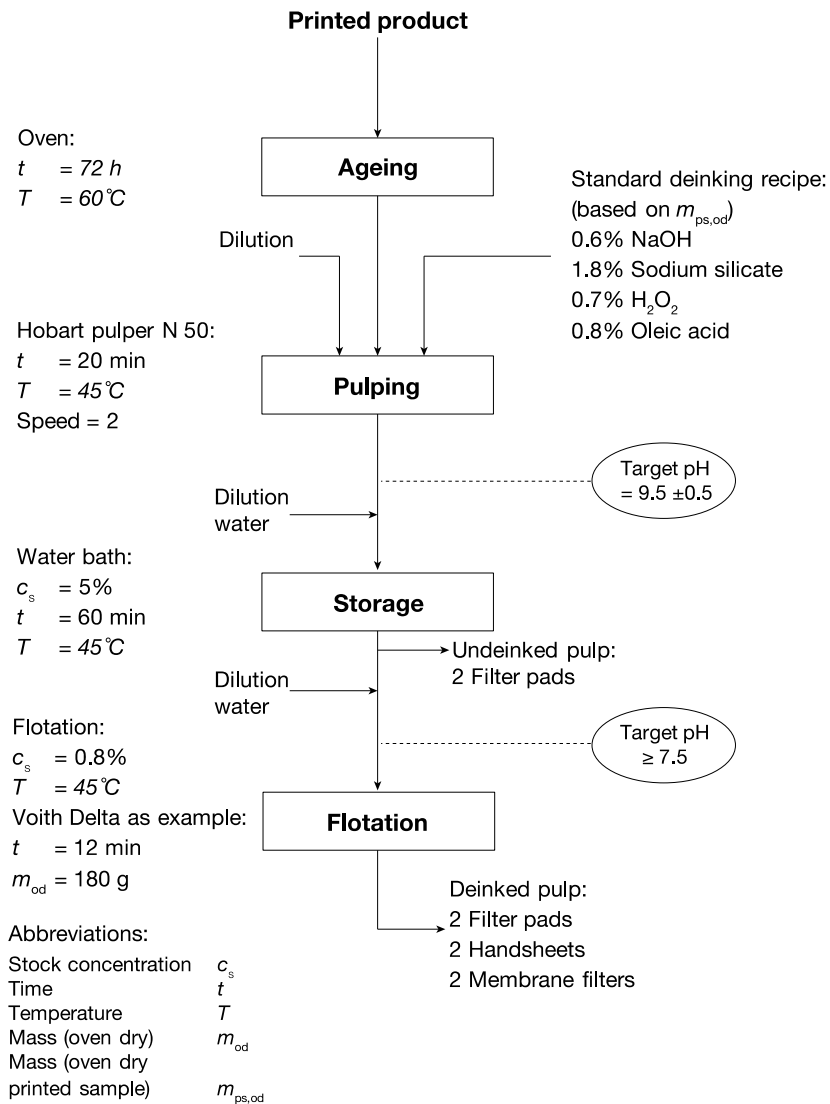 Printed product
Oven:
t = 72 h
T = 60°C
Ageing
Standard deinking recipe:
(based on mps,od)
0.6% NaOH
1.8% Sodium silicate
0.7% H2O2
0.8% Oleic acid
Dilution
Hobart pulper N 50:
t = 20 min
T = 45°C
Speed = 2
Pulping
Target pH
= 9.5 ±0.5
Dilution
water
Water bath:
cs = 5%
t = 60 min
T = 45°C
Storage
Undeinked pulp:
2 Filter pads
Dilution
water
Target pH
≥ 7.5
Flotation:
cs = 0.8%
T = 45°C
Voith Delta as example:
t = 12 min
mod = 180 g
Flotation
Deinked pulp:
2 Filter pads
2 Handsheets
2 Membrane filters
Abbreviations:
Stock concentration cs
Time t
Temperature T
Mass (oven dry) mod
Mass (oven dry
printed sample) mps,od